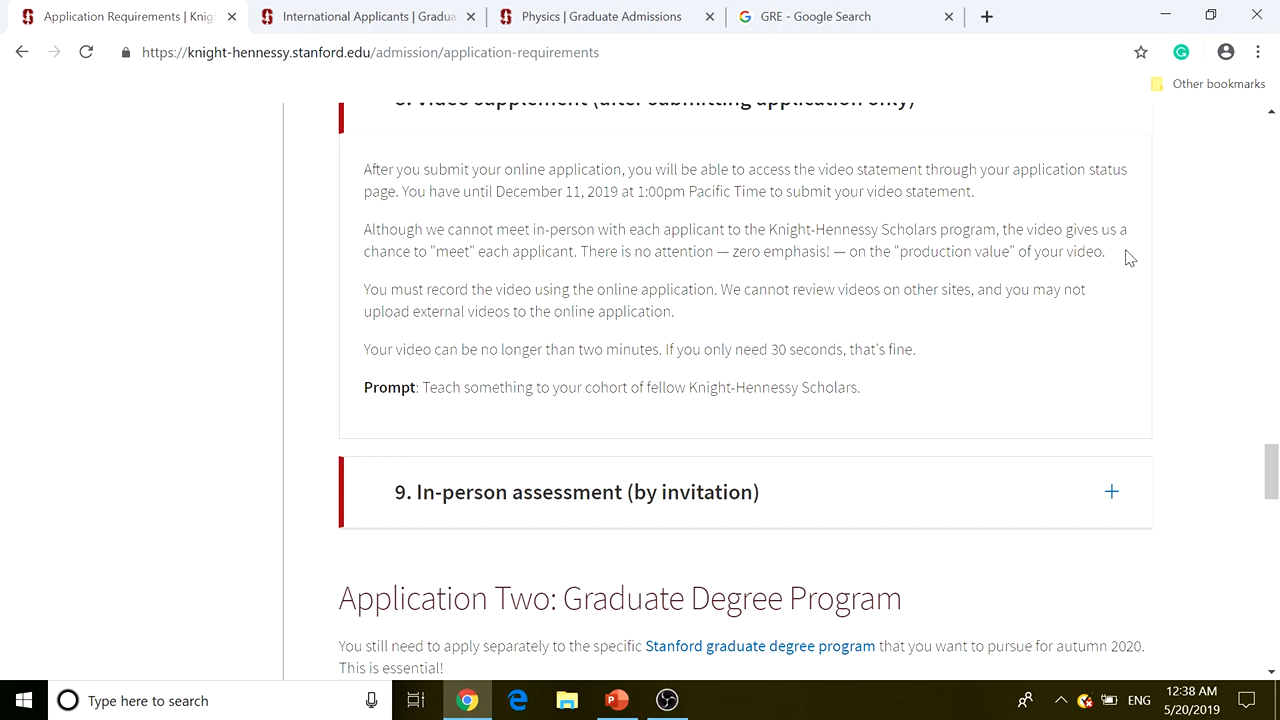 Application Requirements | Knig
International Applicants | Gradua
Physics | Graduate Admissions
GRE - Google Search
https://knight-hennessy.stanford.edu/admission/application-requirements
Other bookmarks
8. Video supplement (after submitting application only)
After you submit your online application, you will be able to access the video statement through your application status
page. You have until December 11, 2019 at 1:00pm Pacific Time to submit your video statement.
Although we cannot meet in-person with each applicant to the Knight-Hennessy Scholars program, the video gives us a
chance to "meet" each applicant. There is no attention — zero emphasis! — on the "production value" of your video.
You must record the video using the online application. We cannot review videos on other sites, and you may not
upload external videos to the online application.
Your video can be no longer than two minutes. If you only need 30 seconds, that's fine.
Prompt: Teach something to your cohort of fellow Knight-Hennessy Scholars.
9. In-person assessment (by invitation)
Application Two: Graduate Degree Program
You still need to apply separately to the specific Stanford graduate degree program that you want to pursue for autumn 2020.
This is essential!
Type here to search
ENG
12:38 AM
5/20/2019